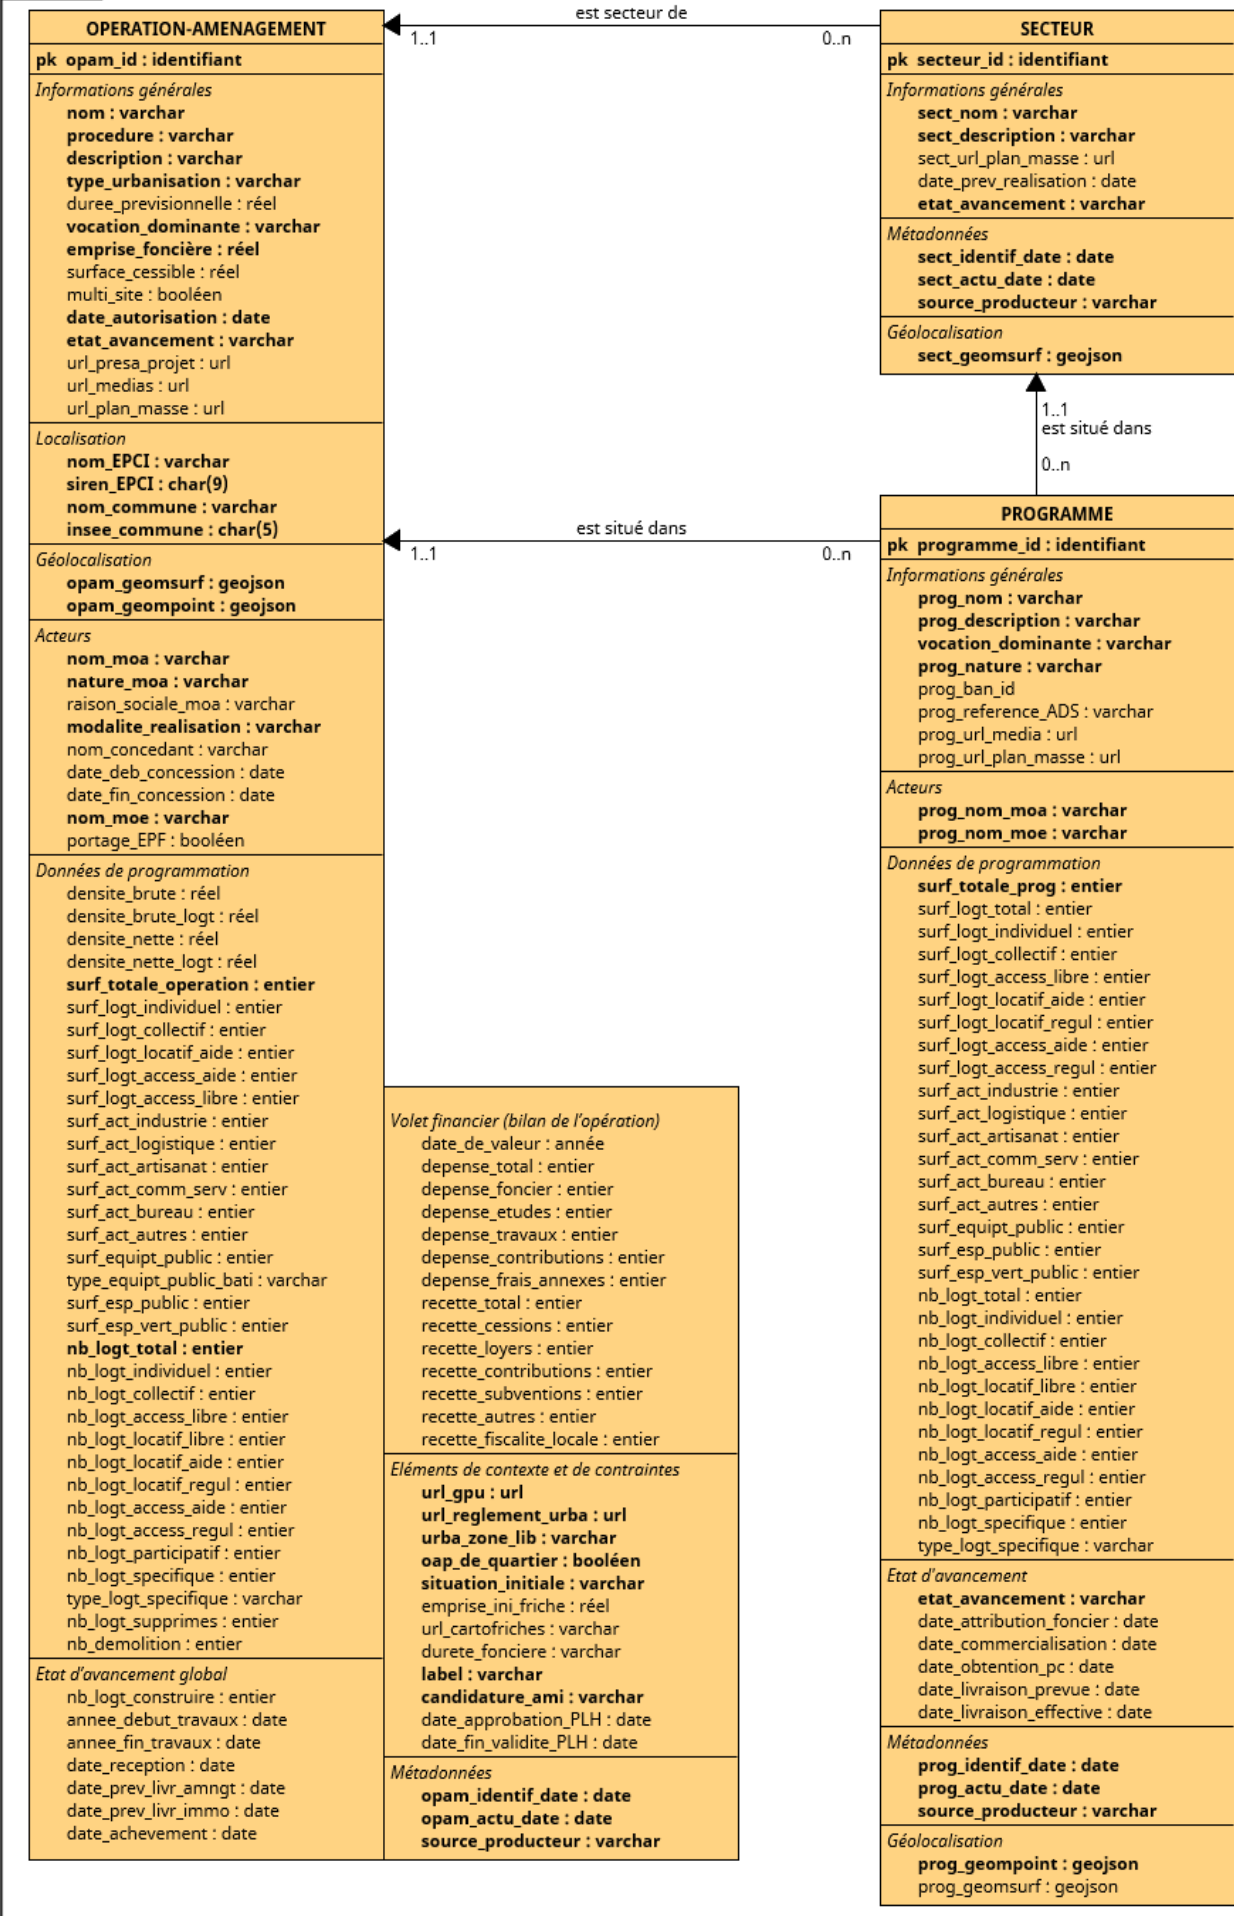 OPERATION-AMENAGEMENT
pk opam_id : identifiant
Informations générales
nom : varchar
procedure : varchar
description : varchar
type_urbanisation : varchar
duree_previsionnelle : réel
vocation_dominante : varchar
emprise_foncière : réel
surface_cessible : réel
multi_site : booléen
date_autorisation : date
etat_avancement : varchar
url_presa_projet : url
url_medias : url
url_plan_masse : url
Localisation
nom_EPCI : varchar
siren_EPCI : char(9)
nom_commune : varchar
insee_commune : char(5)
Géolocalisation
opam_geomsurf : geojson
opam_geompoint : geojson
Acteurs
nom_moa : varchar
nature_moa : varchar
raison_sociale_moa : varchar
modalite_realisation : varchar
nom_concedant : varchar
date_deb_concession : date
date_fin_concession : date
nom_moe : varchar
portage_EPF : booléen
Données de programmation
densite_brute : réel
densite_brute_logt : réel
densite_nette : réel
densite_nette_logt : réel
surf_totale_operation : entier
surf_logt_individuel : entier
surf_logt_collectif : entier
surf_logt_locatif_aide : entier
surf_logt_access_aide : entier
surf_logt_access_libre : entier
surf_act_industrie : entier
surf_act_logistique : entier
surf_act_artisanat : entier
surf_act_comm_serv : entier
surf_act_bureau : entier
surf_act_autres : entier
surf_equipt_public : entier
type_equipt_public_bati : varchar
surf_esp_public : entier
surf_esp_vert_public : entier
nb_logt_total : entier
nb_logt_individuel : entier
nb_logt_collectif : entier
nb_logt_access_libre : entier
nb_logt_locatif_libre : entier
nb_logt_locatif_aide : entier
nb_logt_locatif_regul : entier
nb_logt_access_aide : entier
nb_logt_access_regul : entier
nb_logt_participatif : entier
nb_logt_specifique : entier
type_logt_specifique : varchar
nb_logt_supprimes : entier
nb_demolition : entier
Etat d'avancement global
nb_logt_construire : entier
annee_debut_travaux : date
annee_fin_travaux : date
date_reception : date
date_prev_livr_amngt : date
date_prev_livr_immo : date
date_achevement : date
Volet financier (bilan de l'opération)
date_de_valeur : année
depense_total : entier
depense_foncier : entier
depense_etudes : entier
depense_travaux : entier
depense_contributions : entier
depense_frais_annexes : entier
recette_total : entier
recette_cessions : entier
recette_loyers : entier
recette_contributions : entier
recette_subventions : entier
recette_autres : entier
recette_fiscalite_locale : entier
Eléments de contexte et de contraintes
url_gpu : url
url_reglement_urba : url
urba_zone_lib : varchar
oap_de_quartier : booléen
situation_initiale : varchar
emprise_ini_friche : réel
url_cartofriches : varchar
durete_fonciere : varchar
label : varchar
candidature_ami : varchar
date_approbation_PLH : date
date_fin_validite_PLH : date
Métadonnées
opam_identif_date : date
opam_actu_date : date
source_producteur : varchar
est secteur de
1..1
0..n
SECTEUR
pk secteur_id : identifiant
Informations générales
sect_nom : varchar
sect_description : varchar
sect_url_plan_masse : url
date_prev_realisation : date
etat_avancement : varchar
Métadonnées
sect_identif_date : date
sect_actu_date : date
source_producteur : varchar
Géolocalisation
sect_geomsurf : geojson
1..1
est situé dans
0..n
est situé dans
1..1
0..n
PROGRAMME
pk programme_id : identifiant
Informations générales
prog_nom : varchar
prog_description : varchar
vocation_dominante : varchar
prog_nature : varchar
prog_ban_id
prog_reference_ADS : varchar
prog_url_media : url
prog_url_plan_masse : url
Acteurs
prog_nom_moa : varchar
prog_nom_moe : varchar
Données de programmation
surf_totale_prog : entier
surf_logt_total : entier
surf_logt_individuel : entier
surf_logt_collectif : entier
surf_logt_access_libre : entier
surf_logt_locatif_aide : entier
surf_logt_locatif_regul : entier
surf_logt_access_aide : entier
surf_logt_access_regul : entier
surf_act_industrie : entier
surf_act_logistique : entier
surf_act_artisanat : entier
surf_act_comm_serv : entier
surf_act_bureau : entier
surf_act_autres : entier
surf_equipt_public : entier
surf_esp_public : entier
surf_esp_vert_public : entier
nb_logt_total : entier
nb_logt_individuel : entier
nb_logt_collectif : entier
nb_logt_access_libre : entier
nb_logt_locatif_libre : entier
nb_logt_locatif_aide : entier
nb_logt_locatif_regul : entier
nb_logt_access_aide : entier
nb_logt_access_regul : entier
nb_logt_participatif : entier
nb_logt_specifique : entier
type_logt_specifique : varchar
Etat d'avancement
etat_avancement : varchar
date_attribution_foncier : date
date_commercialisation : date
date_obtention_pc : date
date_livraison_prevue : date
date_livraison_effective : date
Métadonnées
prog_identif_date : date
prog_actu_date : date
source_producteur : varchar
Géolocalisation
prog_geompoint : geojson
prog_geomsurf : geojson